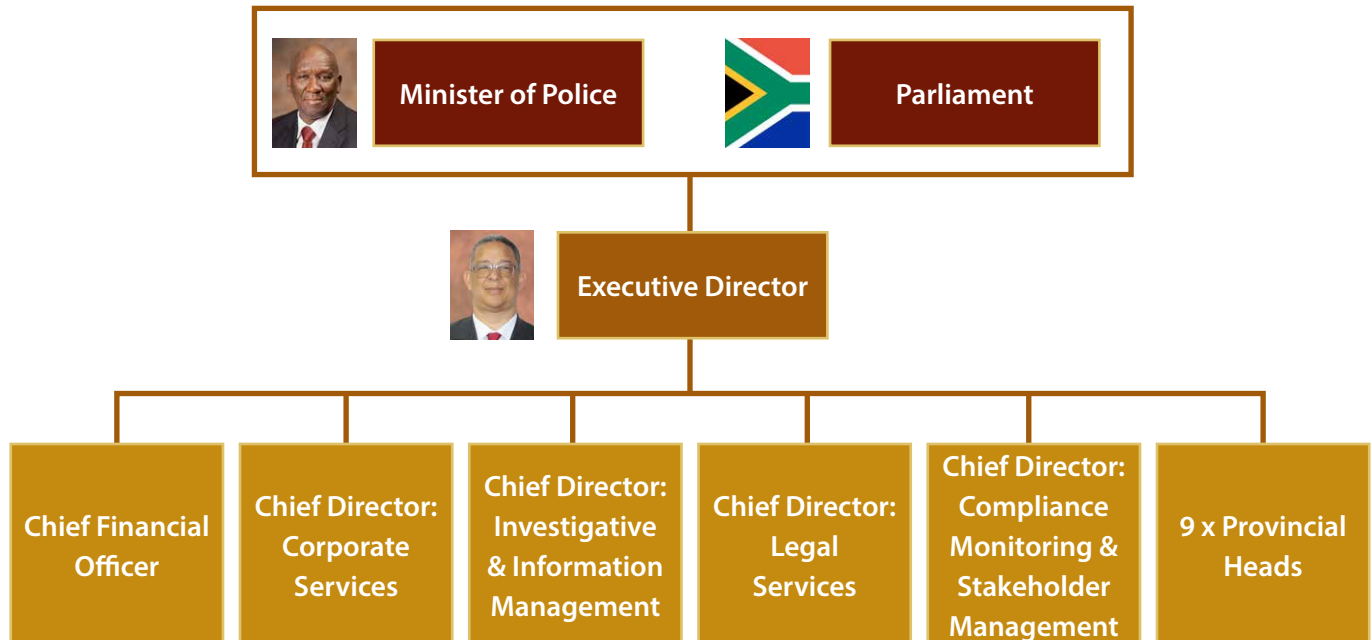 Minister of Police
Parliament
Executive Director
Chief Financial
Officer
Chief Director:
Corporate
Services
Chief Director:
Investigative
& Information
Management
Chief Director:
Legal
Services
Chief Director:
Compliance
Monitoring &
Stakeholder
Management
9 x Provincial
Heads